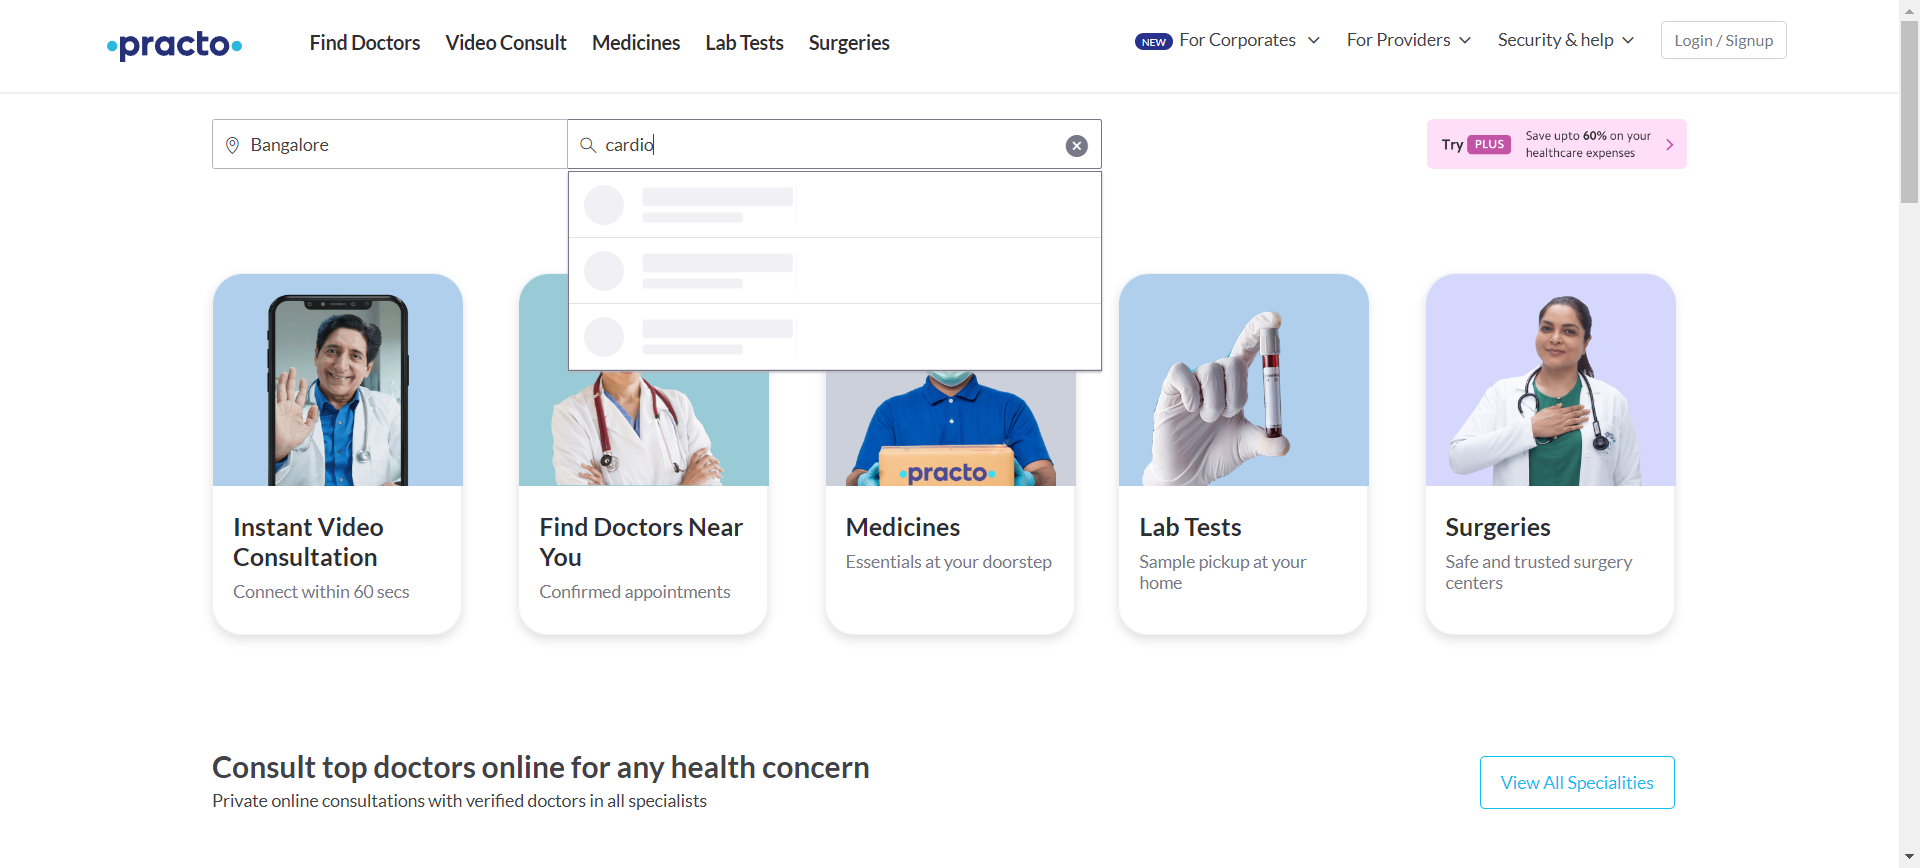 practo
Find Doctors
Video Consult
Medicines
Lab Tests
Surgeries
NEW
For Corporates
For Providers
Security & help
Login / Signup
Bangalore
cardio
Try PLUS
Save upto 60% on your
healthcare expenses
practo
Instant Video
Consultation
Connect within 60 secs
Find Doctors Near
You
Confirmed appointments
Medicines
Essentials at your doorstep
Lab Tests
Sample pickup at your
home
Surgeries
Safe and trusted surgery
centers
Consult top doctors online for any health concern
Private online consultations with verified doctors in all specialists
View All Specialities